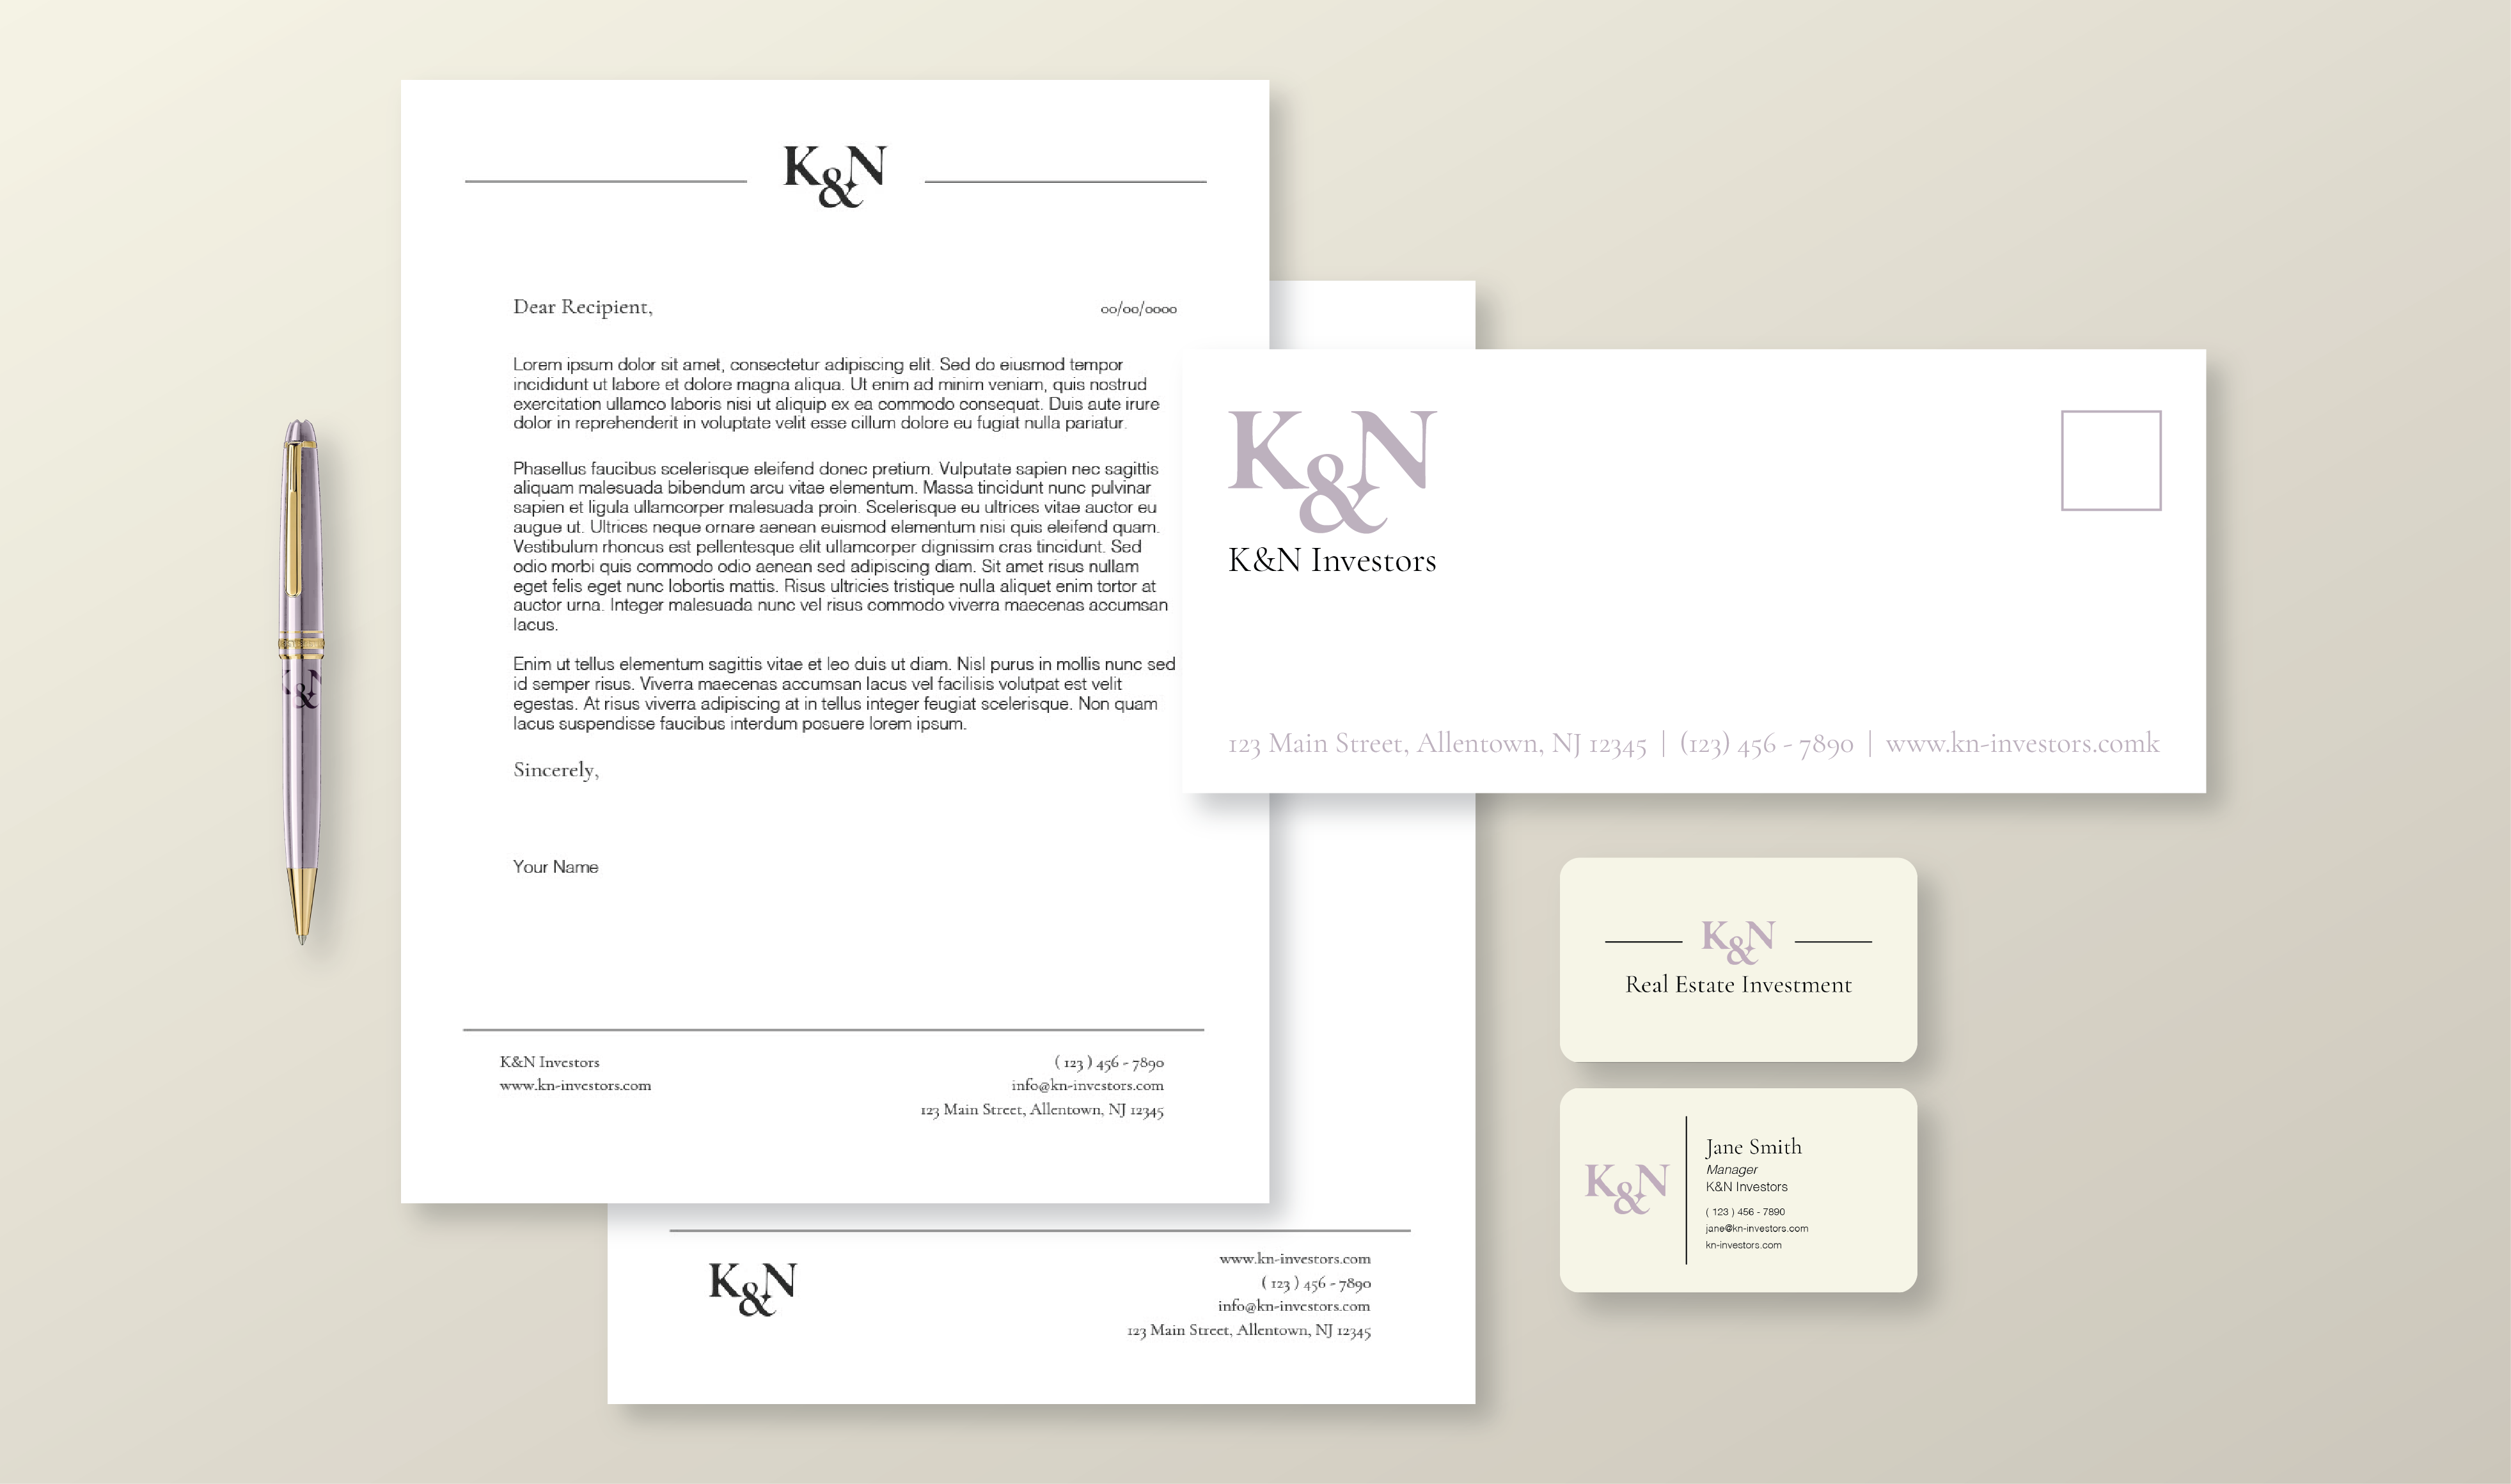 K&N
Dear Recipient,
00/00/0000
Lorem ipsum dolor sit amet, consectetur adipiscing elit. Sed do eiusmod tempor
incididunt ut labore et dolore magna aliqua. Ut enim ad minim veniam, quis nostrud
exercitation ullamco laboris nisi ut aliquip ex ea commodo consequat. Duis aute irure
dolor in reprehenderit in voluptate velit esse cillum dolore eu fugiat nulla pariatur.
Phasellus faucibus scelerisque eleifend donec pretium. Vulputate sapien nec sagittis
aliquam malesuada bibendum arcu vitae elementum. Massa tincidunt nunc pulvinar
sapien et ligula ullamcorper malesuada proin. Scelerisque eu ultrices vitae auctor eu
augue ut. Ultrices neque ornare aenean euismod elementum nisi quis eleifend quam.
Vestibulum rhoncus est pellentesque elit ullamcorper dignissim cras tincidunt. Sed
odio morbi quis commodo odio aenean sed adipiscing diam. Sit amet risus nullam
eget felis eget nunc lobortis mattis. Risus ultricies tristique nulla aliquet enim tortor at
auctor urna. Integer malesuada nunc vel risus commodo viverra maecenas accumsan
lacus.
Enim ut tellus elementum sagittis vitae et leo duis ut diam. Nisl purus in mollis nunc sed
id semper risus. Viverra maecenas accumsan lacus vel facilisis volutpat est velit
egestas. At risus viverra adipiscing at in tellus integer feugiat scelerisque. Non quam
lacus suspendisse faucibus interdum posuere lorem ipsum.
Sincerely,
Your Name
K&N Investors
www.kn-investors.com
( 123 ) 456 - 7890
info@kn-investors.com
123 Main Street, Allentown, NJ 12345
K&N
www.kn-investors.com
( 123 ) 456 - 7890
info@kn-investors.com
123 Main Street, Allentown, NJ 12345
K&N
K&N Investors
123 Main Street, Allentown, NJ 12345 | (123) 456 - 7890 | www.kn-investors.comk
K&N
Real Estate Investment
K&N
Jane Smith
Manager
K&N Investors
( 123 ) 456 - 7890
jane@kn-investors.com
kn-investors.com
K&N